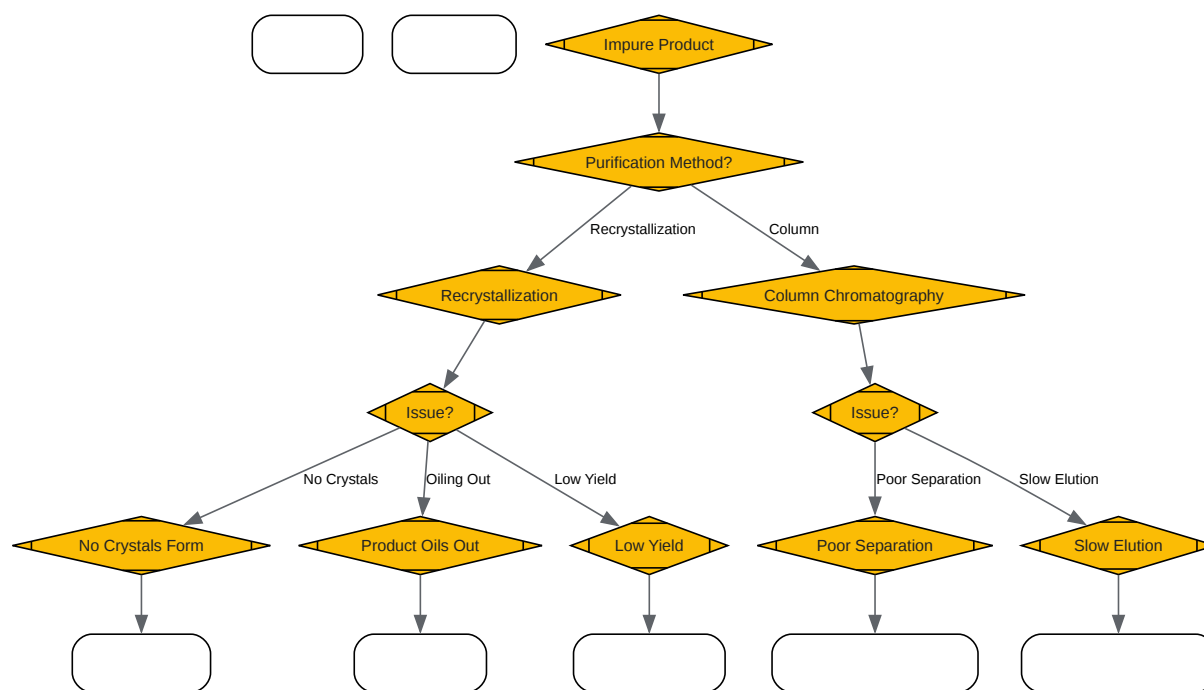 Impure Product
Purification Method?
Recrystallization
Column
Recrystallization
Column Chromatography
Issue?
Issue?
No Crystals
Oiling Out
Low Yield
Poor Separation
Slow Elution
No Crystals Form
Product Oils Out
Low Yield
Poor Separation
Slow Elution